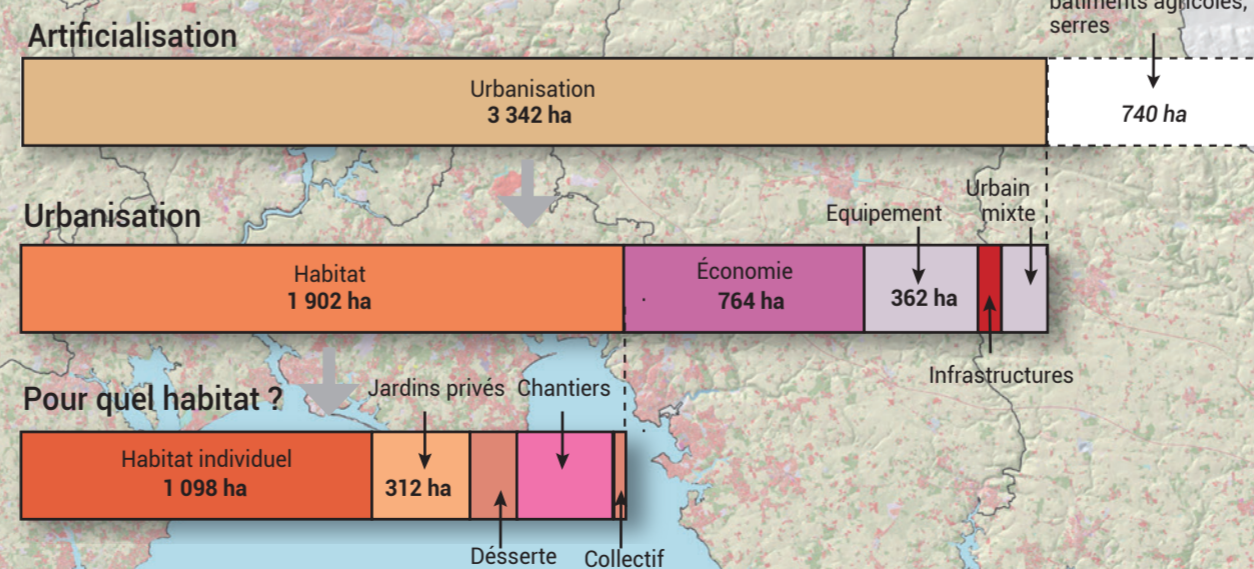 bâtiments agricoles,
serres
Artificialisation
Urbanisation
3 342 ha
740 ha
Urbanisation
Equipement
Urbain
mixte
Habitat
1 902 ha
Économie
764 ha
362 ha
Infrastructures
Pour quel habitat ?
Jardins privés
Chantiers
Habitat individuel
1 098 ha
312 ha
Désserte
Collectif